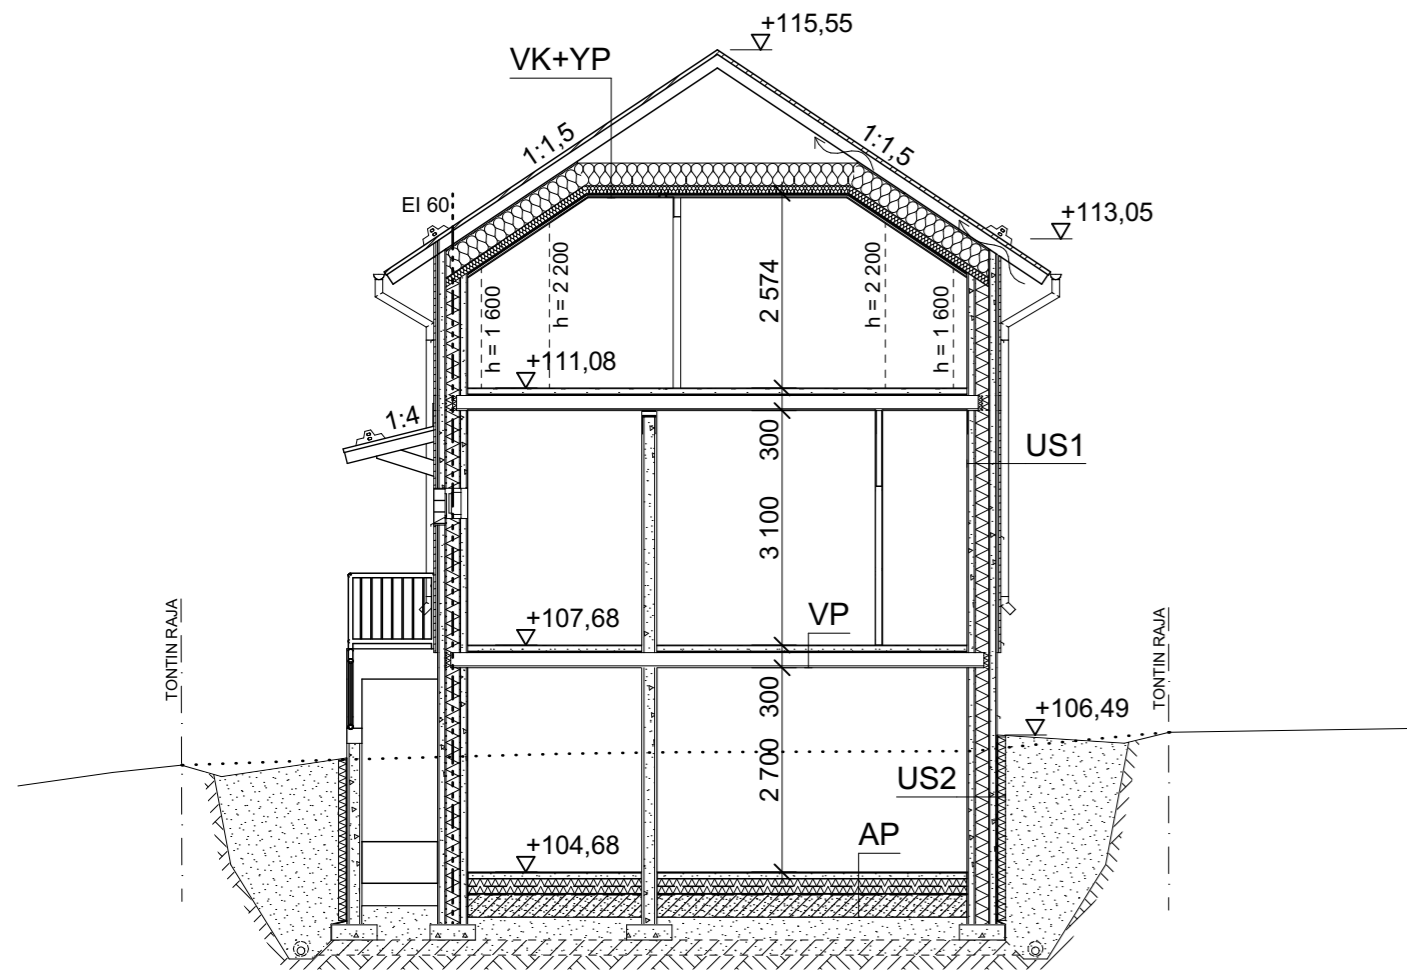 +115,55
VK+YP
1:1,5
1:1,5
EI 60
+113,05
h = 1 600
h = 2 200
2 574
h = 2 200
h = 1 600
+111,08
1:4
300
US1
3 100
+107,68
VP
TONTIN RAJA
TONTIN RAJA
300
+106,49
2 700
US2
AP
+104,68